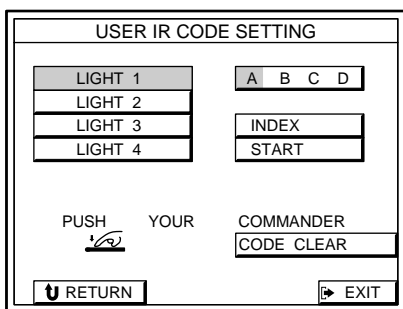 USER IR CODE SETTING
LIGHT 1
A B C D
LIGHT 2
LIGHT 3
INDEX
LIGHT 4
START
PUSH YOUR COMMANDER
CODE CLEAR
RETURN
EXIT